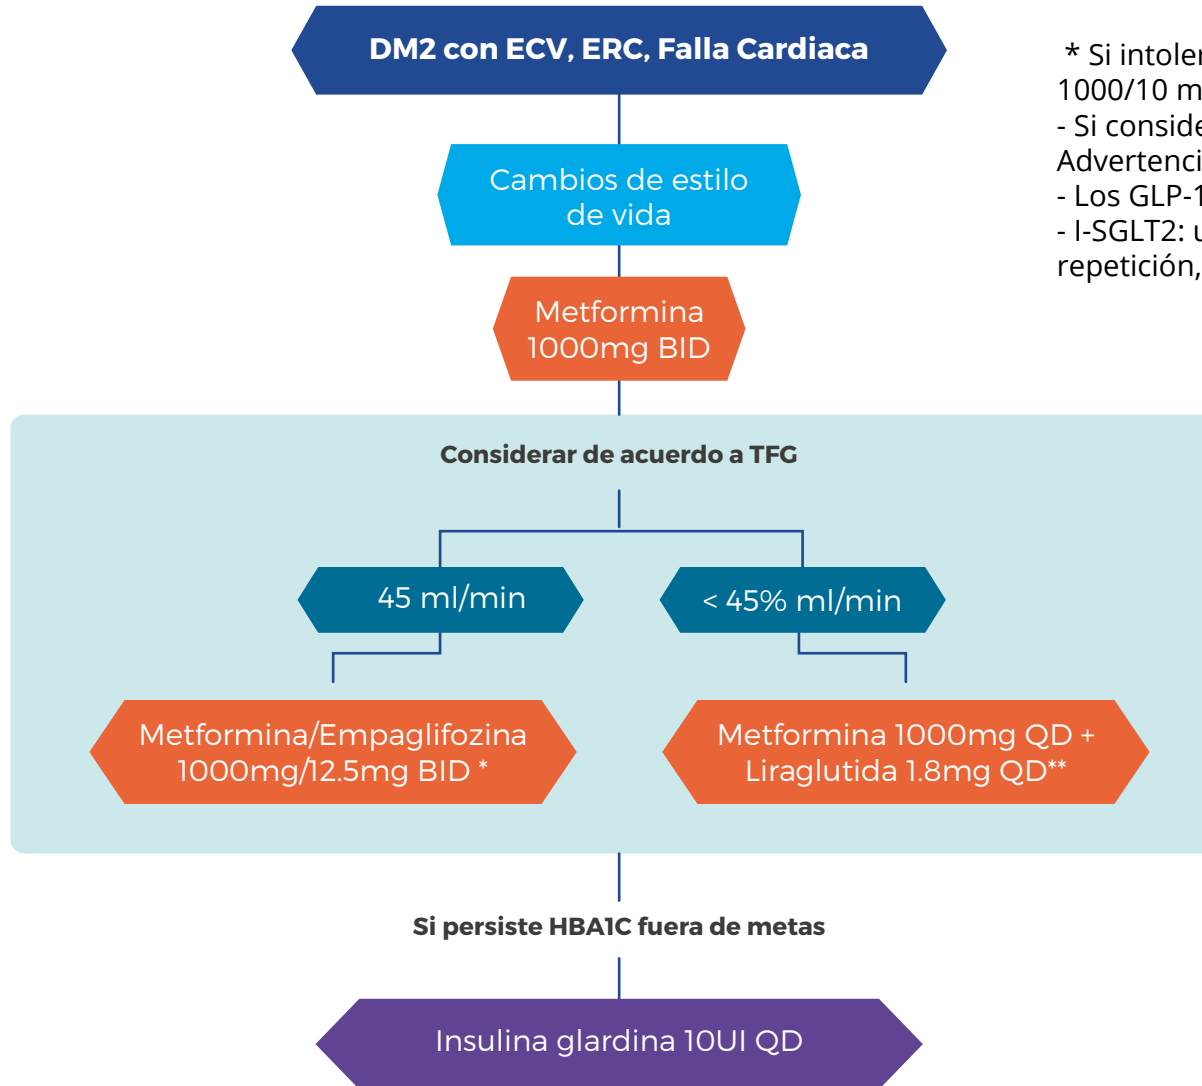 DM2 con ECV, ERC, Falla Cardiaca
* Si intoler
1000/10 m
- Si conside
Advertenci
- Los GLP-1
- I-SGLT2: u
repetición,
Cambios de estilo
de vida
Metformina
1000mg BID
Considerar de acuerdo a TFG
45 ml/min
< 45% ml/min
Metformina/Empaglifozina
1000mg/12.5mg BID *
Metformina 1000mg QD +
Liraglutida 1.8mg QD**
Si persiste HBA1C fuera de metas
Insulina glardina 10UI QD